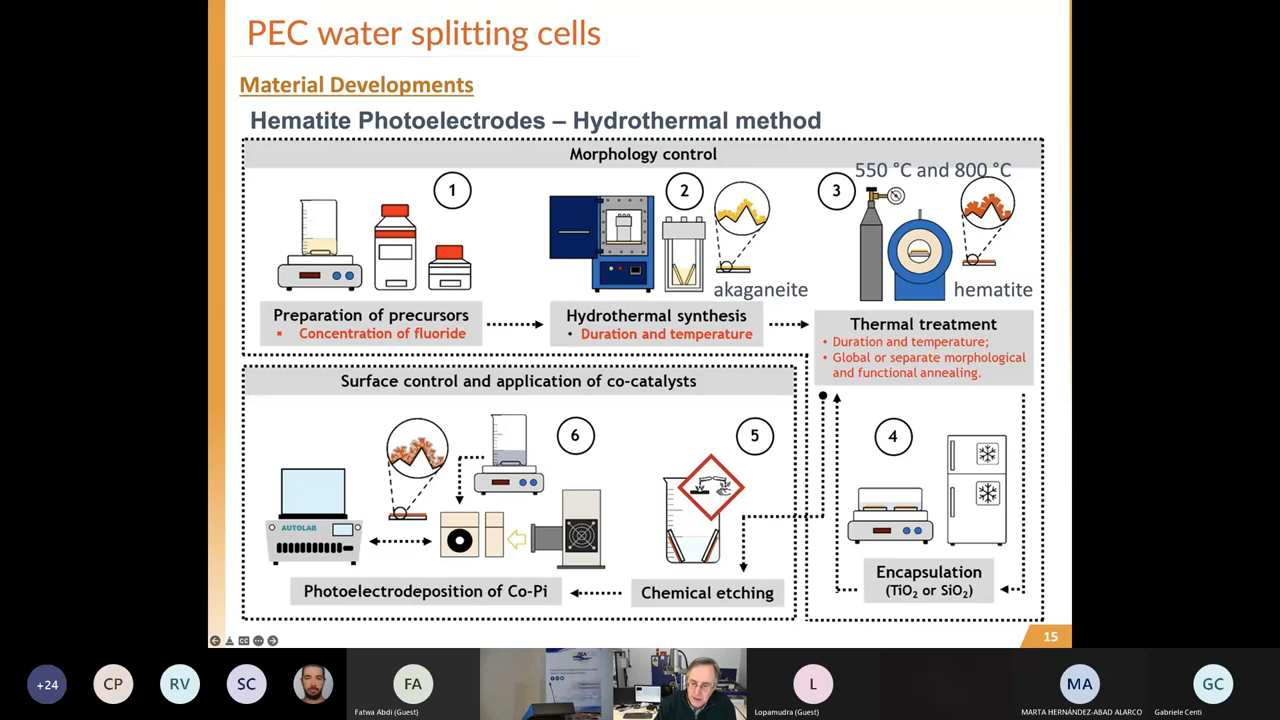 PEC water splitting cells
Material Developments
Hematite Photoelectrodes – Hydrothermal method
Morphology control
550 °C and 800 °C
1
2
3
akaganeite
hematite
Preparation of precursors
▪ Concentration of fluoride
Hydrothermal synthesis
• Duration and temperature
Thermal treatment
• Duration and temperature;
• Global or separate morphological
and functional annealing.
Surface control and application of co-catalysts
6
5
4
AUTOLAB
Photoelectrodeposition of Co-Pi
Chemical etching
Encapsulation
(TiO₂ or SiO₂)
15
+24
CP
RV
SC
FA
L
MA
GC
Fatwa Abdi (Guest)
Lopamudra (Guest)
MARTA HERNÁNDEZ-ABAD ALARCO
Gabriele Centi